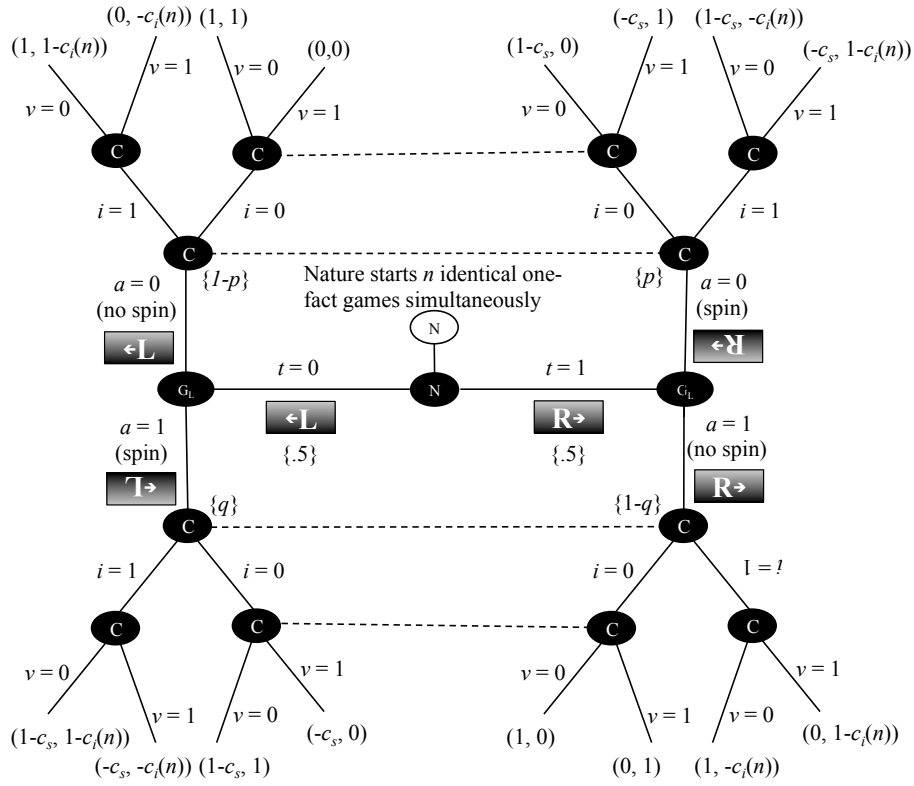 (0, -cᵢ(n)) (1, 1) (-cₛ, 1) (1-cₛ, -cᵢ(n))
(1, 1-cᵢ(n)) (0,0) (1-cₛ, 0) (-cₛ, 1-cᵢ(n))
v = 1 v = 0 v = 1 v = 0
v = 0 v = 1 v = 0 v = 1
C C C C
i = 1 i = 0 i = 0 i = 1
C C
{1-p} {p}
Nature starts n identical one-
fact games simultaneously
a = 0 a = 0
(no spin) (spin)
N
←L R→
t = 0 t = 1
G_L N G_L
←L R→
a = 1 a = 1
(spin) {.5} {.5} (no spin)
L→ R→
{q} {1-q}
C C
i = 1 i = 0 i = 0 i = 1
C C C C
v = 0 v = 1 v = 0 v = 1
v = 1 v = 0 v = 1 v = 0
(1-cₛ, 1-cᵢ(n)) (-cₛ, 0) (1, 0) (0, 1-cᵢ(n))
(-cₛ, -cᵢ(n)) (1-cₛ, 1) (0, 1) (1, -cᵢ(n))